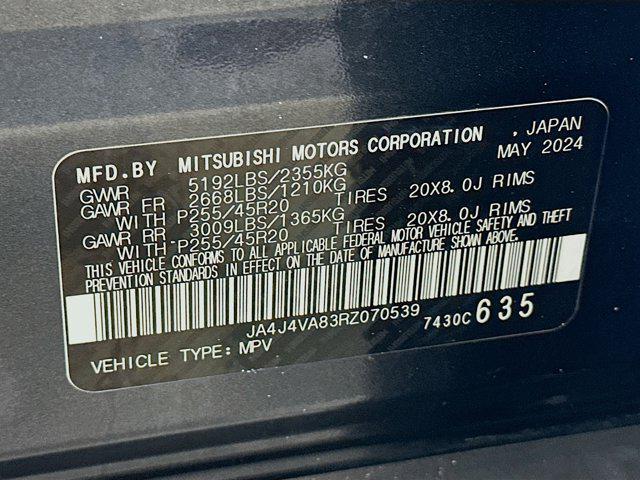 MFD.BY MITSUBISHI MOTORS CORPORATION , JAPAN
GVWR 5192LBS/2355KG MAY 2024
GAWR FR 2668LBS/1210KG
WITH P255/45R20 TIRES 20X8.0J RIMS
GAWR RR 3009LBS/1365KG
WITH P255/45R20 TIRES 20X8.0J RIMS
THIS VEHICLE CONFORMS TO ALL APPLICABLE FEDERAL MOTOR VEHICLE SAFETY AND THEFT
PREVENTION STANDARDS IN EFFECT ON THE DATE OF MANUFACTURE SHOWN ABOVE.
JA4J4VA83RZ070539 7430C 635
VEHICLE TYPE: MPV